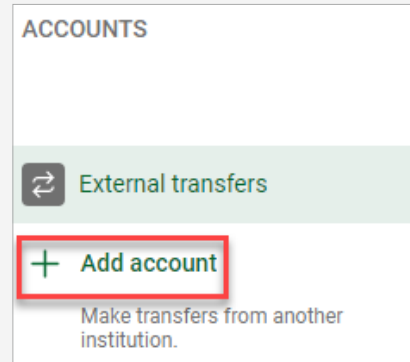 ACCOUNTS
External transfers
Add account
Make transfers from another
institution.